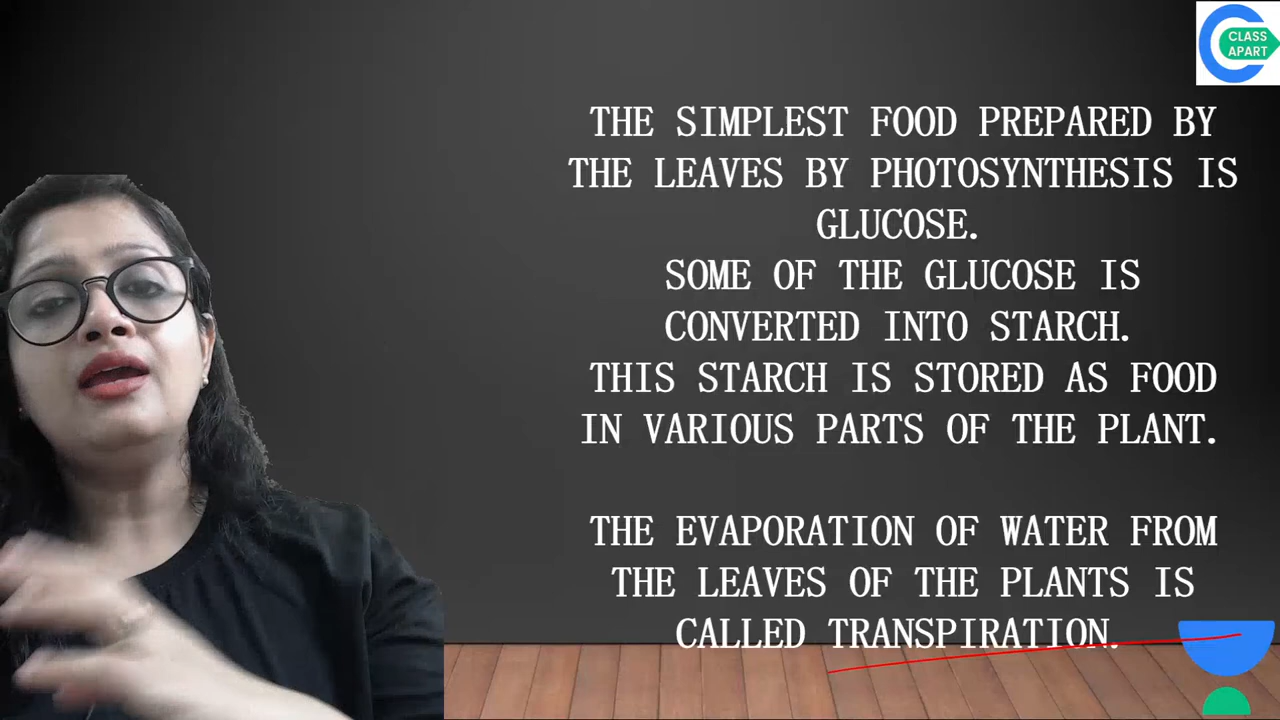 CLASS
APART
THE SIMPLEST FOOD PREPARED BY
THE LEAVES BY PHOTOSYNTHESIS IS
GLUCOSE.
SOME OF THE GLUCOSE IS
CONVERTED INTO STARCH.
THIS STARCH IS STORED AS FOOD
IN VARIOUS PARTS OF THE PLANT.
THE EVAPORATION OF WATER FROM
THE LEAVES OF THE PLANTS IS
CALLED TRANSPIRATION.